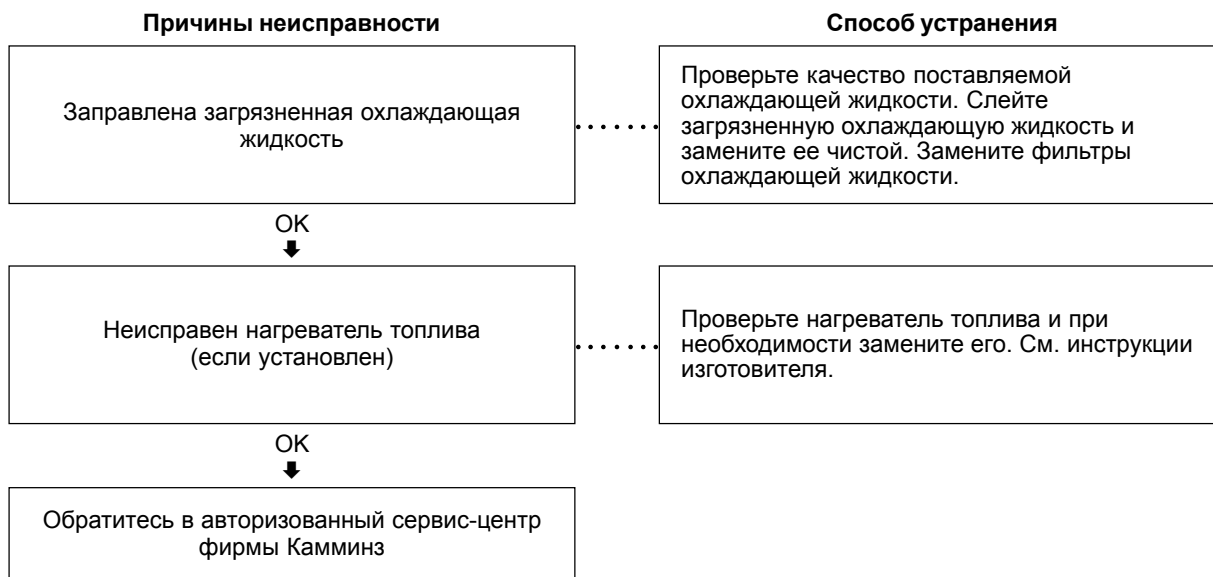 Причины неисправности
Способ устранения
Заправлена загрязненная охлаждающая
жидкость
Проверьте качество поставляемой
охлаждающей жидкости. Слейте
загрязненную охлаждающую жидкость и
замените ее чистой. Замените фильтры
охлаждающей жидкости.
OK
Неисправен нагреватель топлива
(если установлен)
Проверьте нагреватель топлива и при
необходимости замените его. См. инструкции
изготовителя.
OK
Обратитесь в авторизованный сервис-центр
фирмы Камминз